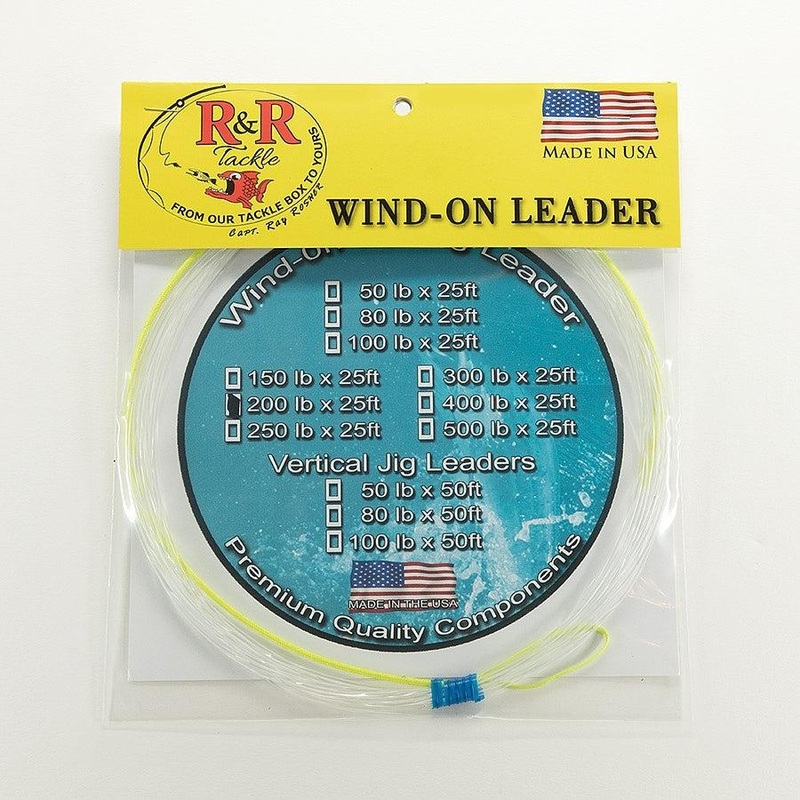 R&R
Tackle
FROM OUR TACKLE BOX TO YOURS
Capt. Ray Rosher
MADE IN USA
WIND-ON LEADER
Leader
50 lb x 25ft
80 lb x 25ft
100 lb x 25ft
150 lb x 25ft
300 lb x 25ft
200 lb x 25ft
400 lb x 25ft
250 lb x 25ft
500 lb x 25ft
Vertical Jig Leaders
50 lb x 50ft
80 lb x 50ft
100 lb x 50ft
MADE IN THE USA
Premium Quality Components